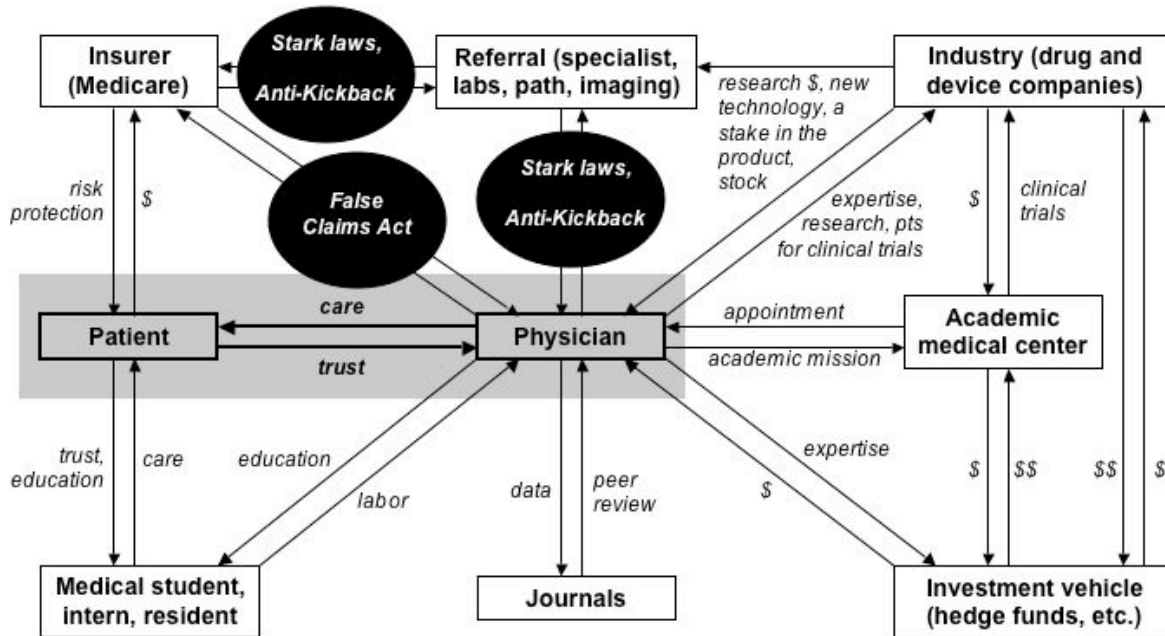 Insurer
(Medicare)
Stark laws,
Anti-Kickback
Referral (specialist,
labs, path, imaging)
Industry (drug and
device companies)
research $, new
technology, a
stake in the
product,
stock
risk
protection
$
False
Claims Act
Stark laws,
Anti-Kickback
expertise,
research, pts
for clinical trials
$
clinical
trials
care
Patient
trust
Physician
appointment
academic mission
Academic
medical center
trust,
education
care
education
labor
data
peer
review
expertise
$
$
$$
$$
$
Medical student,
intern, resident
Journals
Investment vehicle
(hedge funds, etc.)